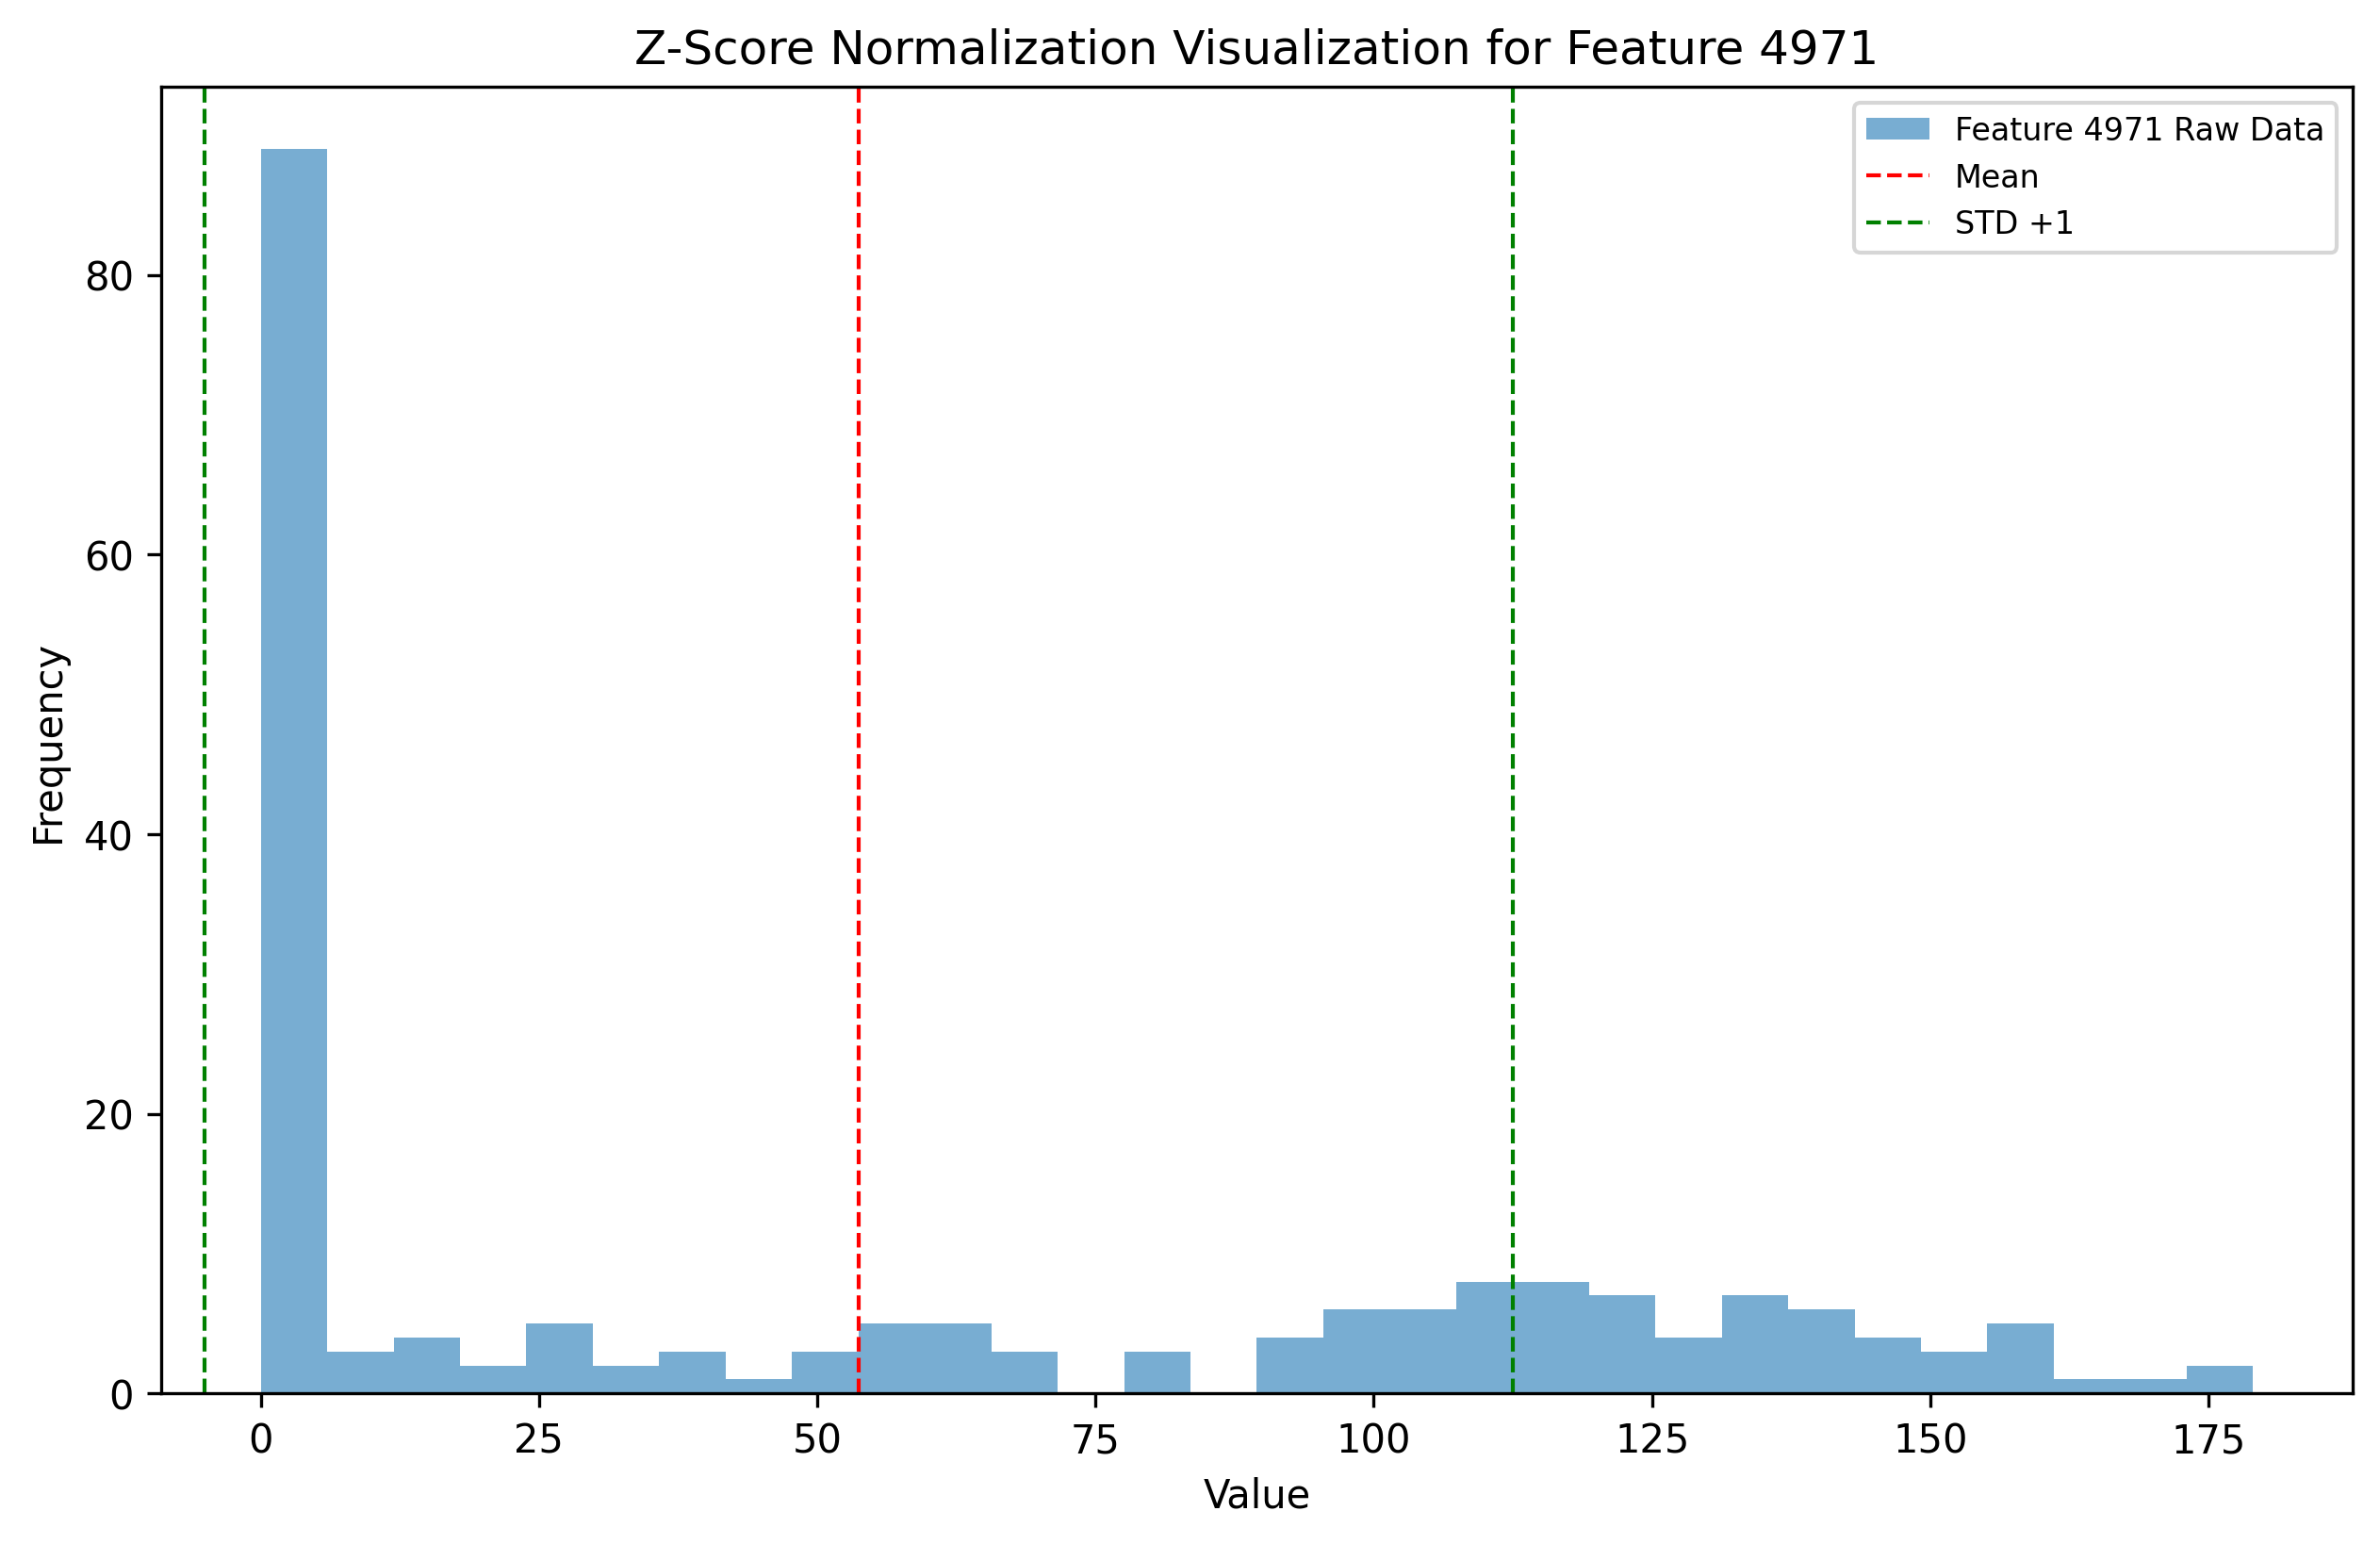 Z-Score Normalization Visualization for Feature 4971
Feature 4971 Raw Data
Mean
STD +1
80
60
40
20
0
Frequency
0 25 50 75 100 125 150 175
Value